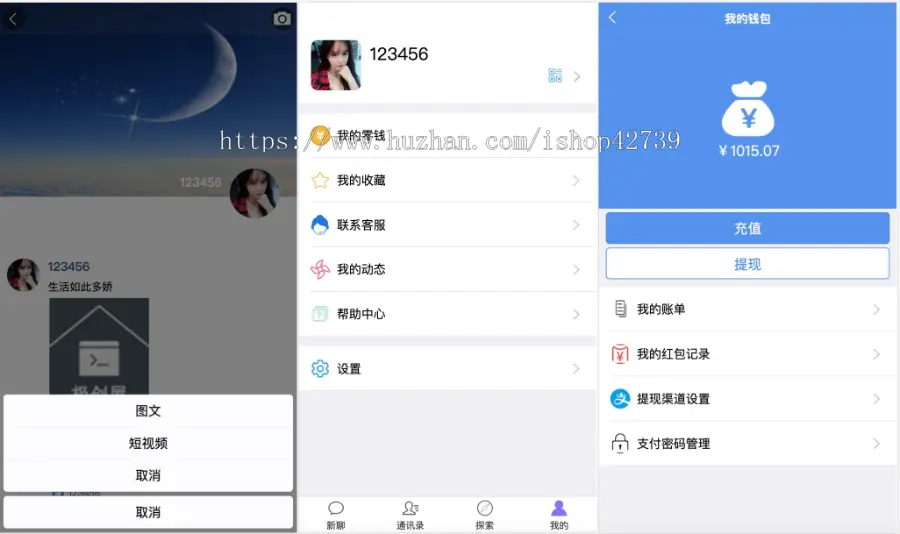 123456
123456
生活如此多娇
>_
极创屋
图文
短视频
取消
取消
123456
我的零钱
我的收藏
联系客服
我的动态
帮助中心
设置
新聊
通讯录
探索
我的
我的钱包
¥
¥1015.07
充值
提现
我的账单
我的红包记录
提现渠道设置
支付密码管理
https://www.huzhan.com/ishop42739